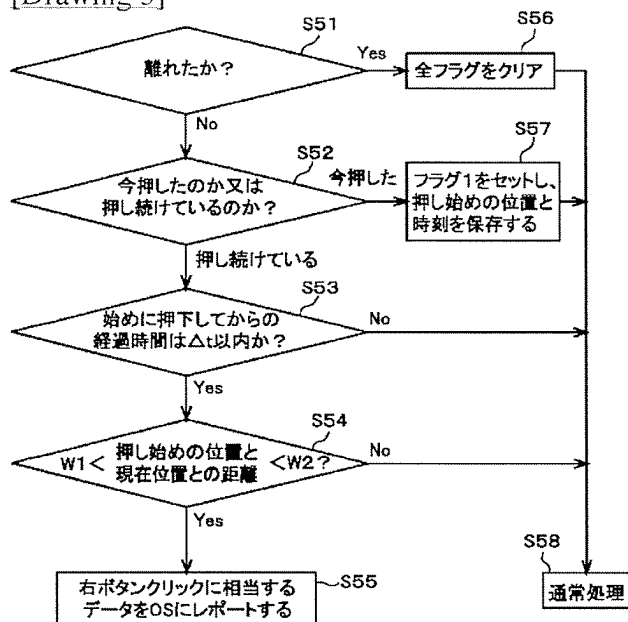 [Drawing 5]
S51
離れたか?
Yes
S56
全フラグをクリア
No
S52
今押したのか又は
押し続けているのか?
今押した
S57
フラグ1をセットし、
押し始めの位置と
時刻を保存する
押し続けている
S53
始めに押下してからの
経過時間は△t以内か?
No
Yes
S54
W1< 押し始めの位置と
現在位置との距離 <W2?
No
Yes
S55
右ボタンクリックに相当する
データをOSにレポートする
S58
通常処理